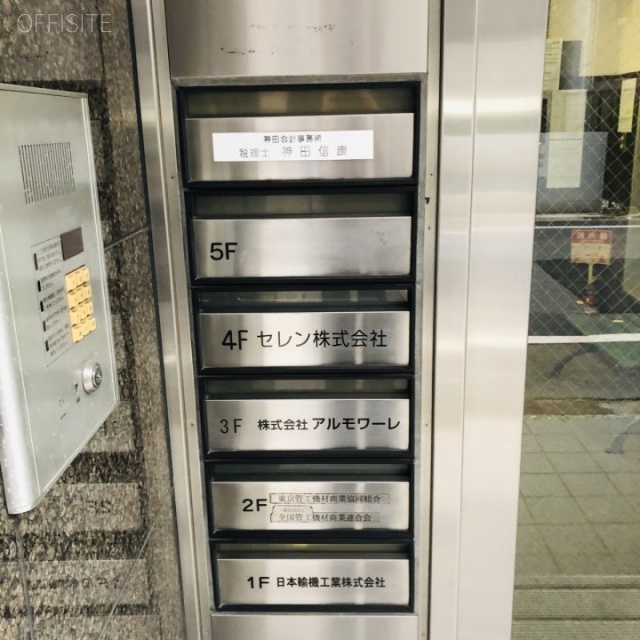 OFFISITE
神田会計事務所
税理士 神田信康
5F
4F セレン株式会社
3F 株式会社 アルモワーレ
2F 東京管工機材商業協同組合
全国管工機材商業連合会
1F 日本輸機工業株式会社